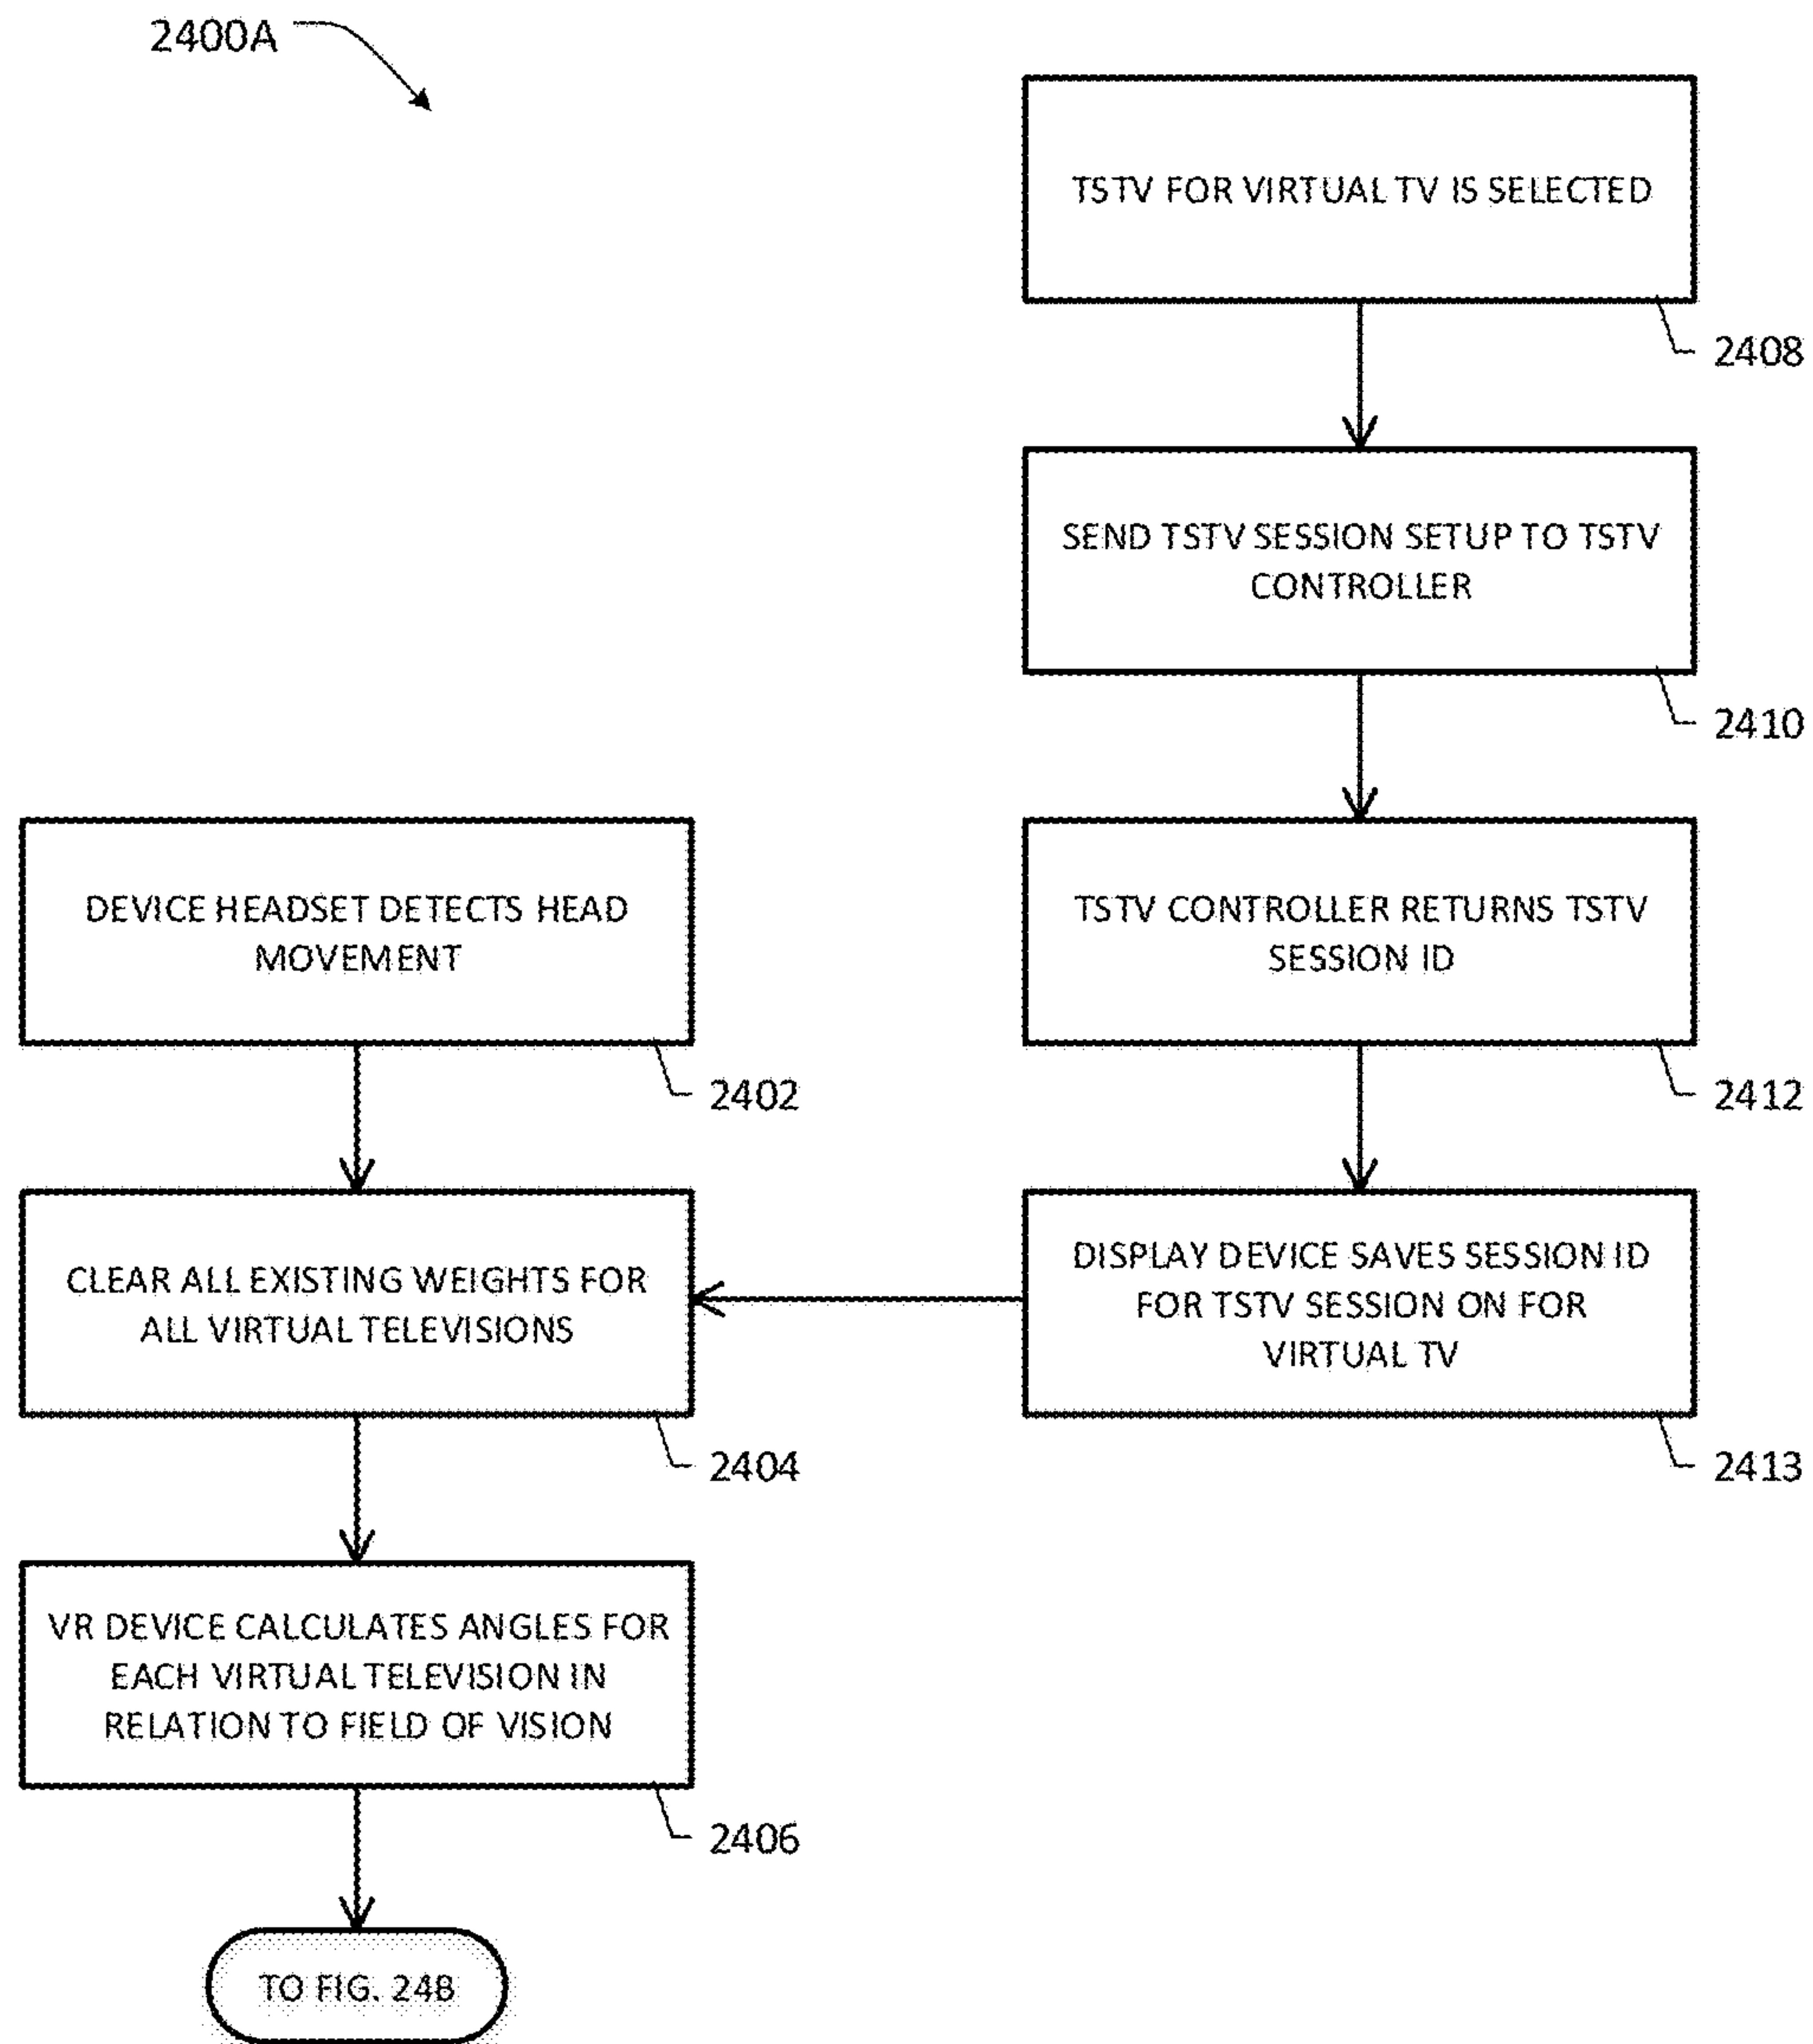 2400A
TSTV FOR VIRTUAL TV IS SELECTED
2408
SEND TSTV SESSION SETUP TO TSTV
CONTROLLER
2410
DEVICE HEADSET DETECTS HEAD
MOVEMENT
2402
TSTV CONTROLLER RETURNS TSTV
SESSION ID
2412
CLEAR ALL EXISTING WEIGHTS FOR
ALL VIRTUAL TELEVISIONS
2404
DISPLAY DEVICE SAVES SESSION ID
FOR TSTV SESSION ON FOR
VIRTUAL TV
2413
VR DEVICE CALCULATES ANGLES FOR
EACH VIRTUAL TELEVISION IN
RELATION TO FIELD OF VISION
2406
TO FIG. 24B